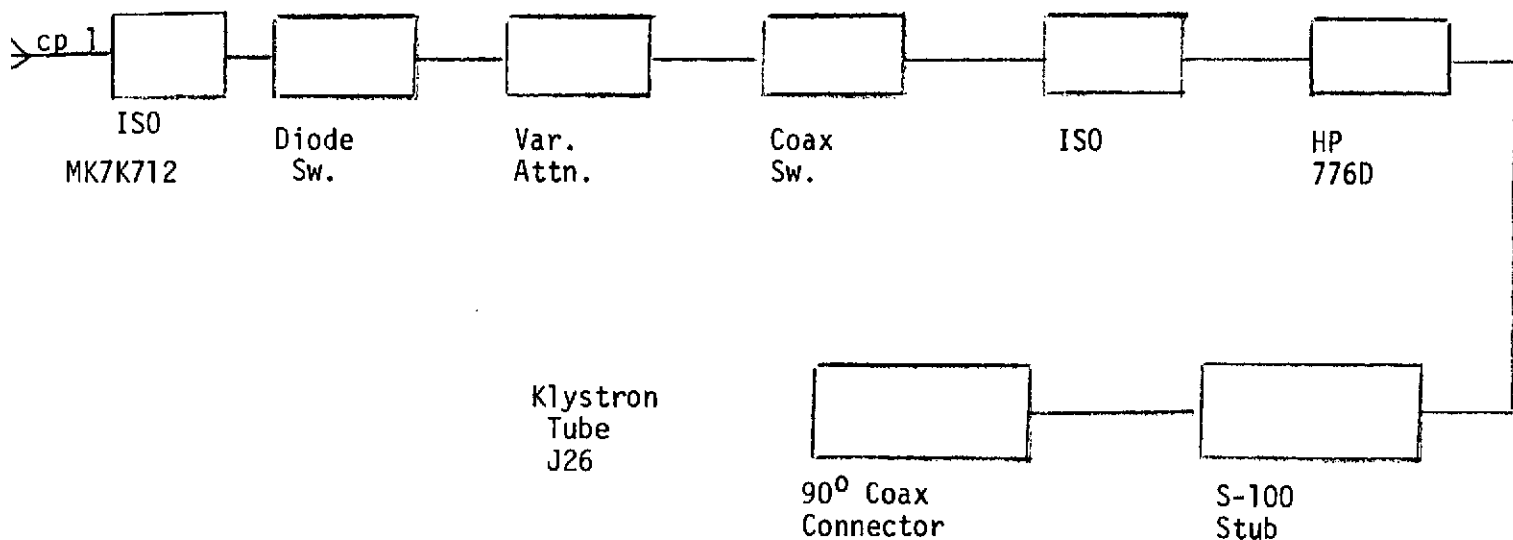 cp 1
ISO
MK7K712
Diode
Sw.
Var.
Attn.
Coax
Sw.
ISO
HP
776D
Klystron
Tube
J26
90⁰ Coax
Connector
S-100
Stub